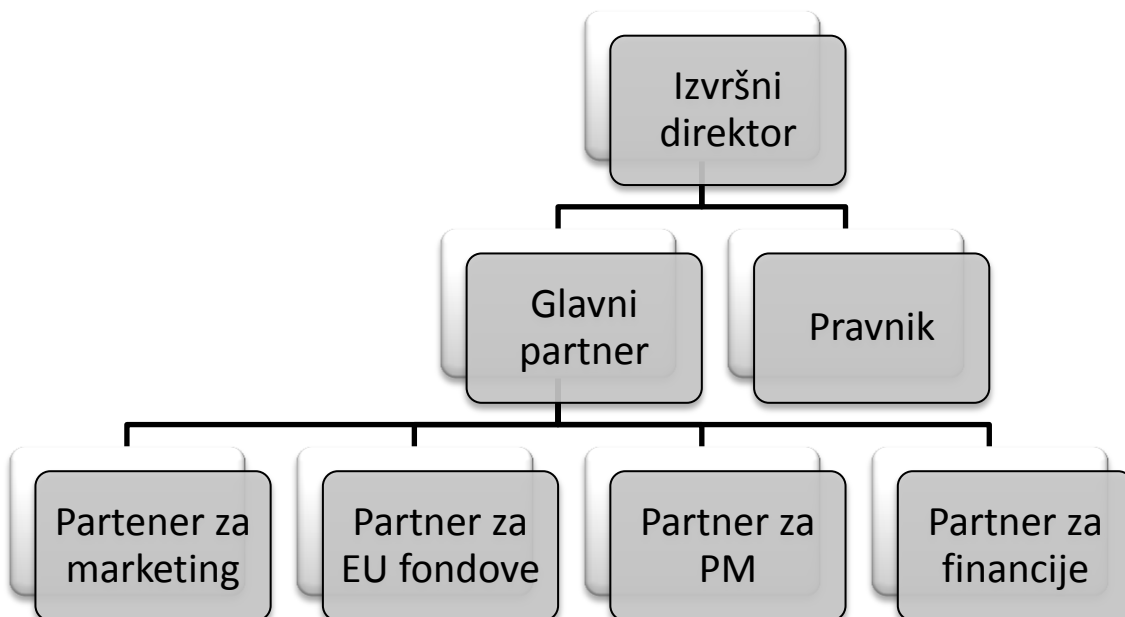 Izvršni
direktor
Glavni
partner
Pravnik
Partener za
marketing
Partner za
EU fondove
Partner za
PM
Partner za
financije